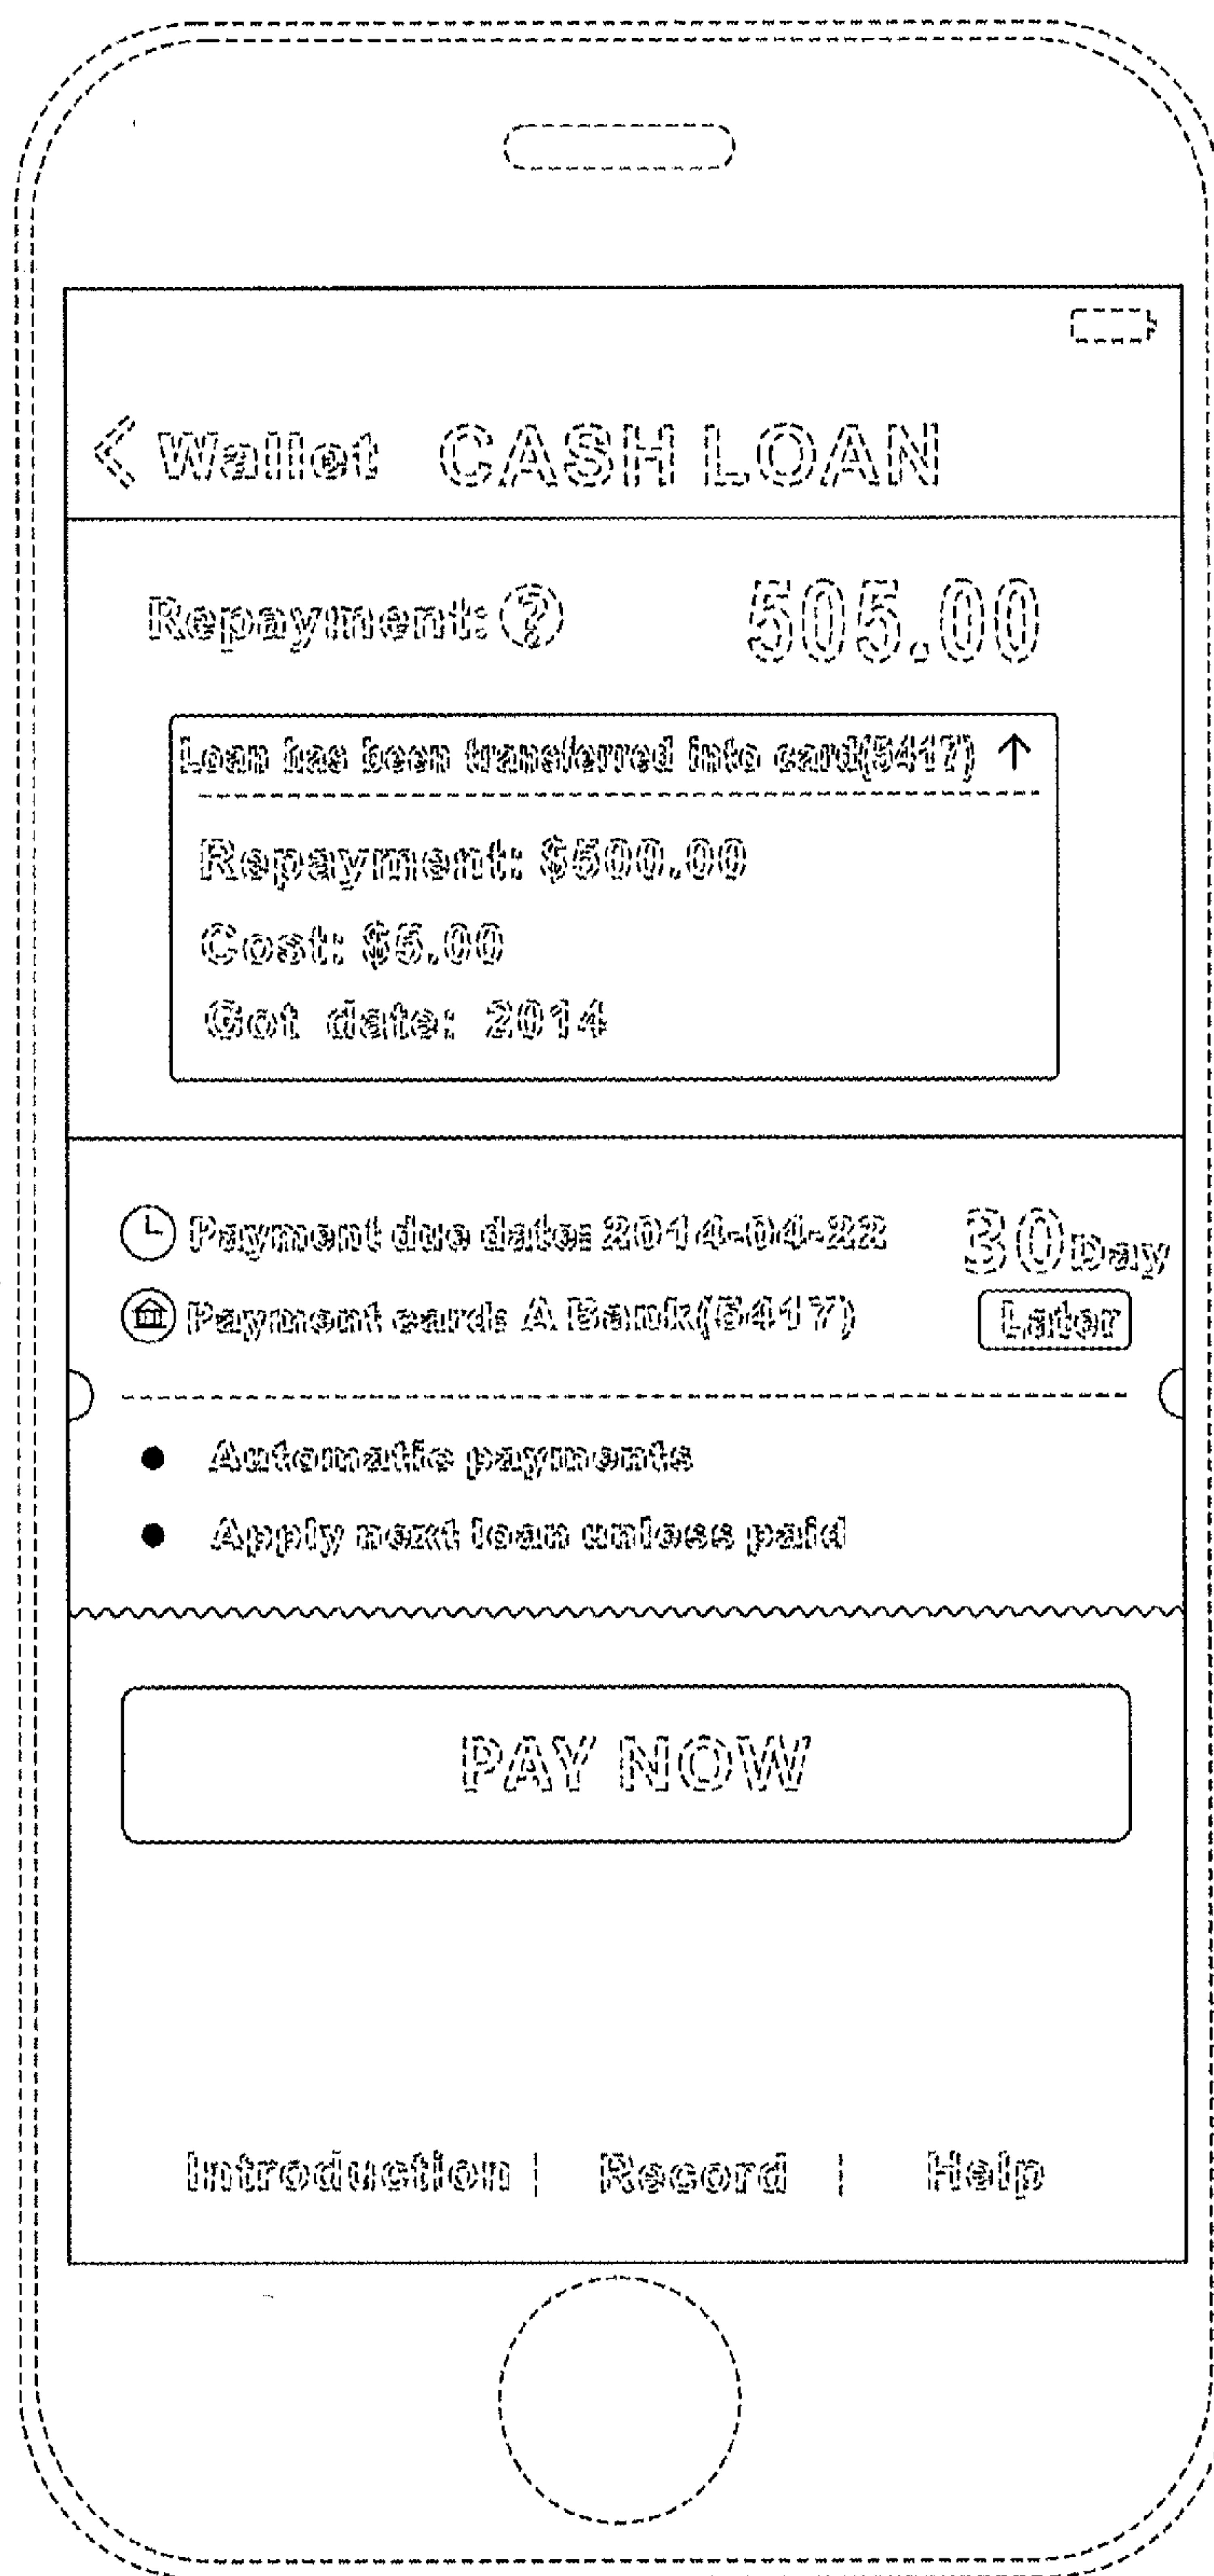 Wallet CASH LOAN
Repayment: ? 505.00
Loan has been transferred into card(5417)
Repayment: $500.00
Cost: $5.00
Got date: 2014
Payment due date: 2014-04-22 30Day
Payment card: A Bank(5417) Later
Automatic payments
Apply next loan unless paid
PAY NOW
Introduction | Record | Help